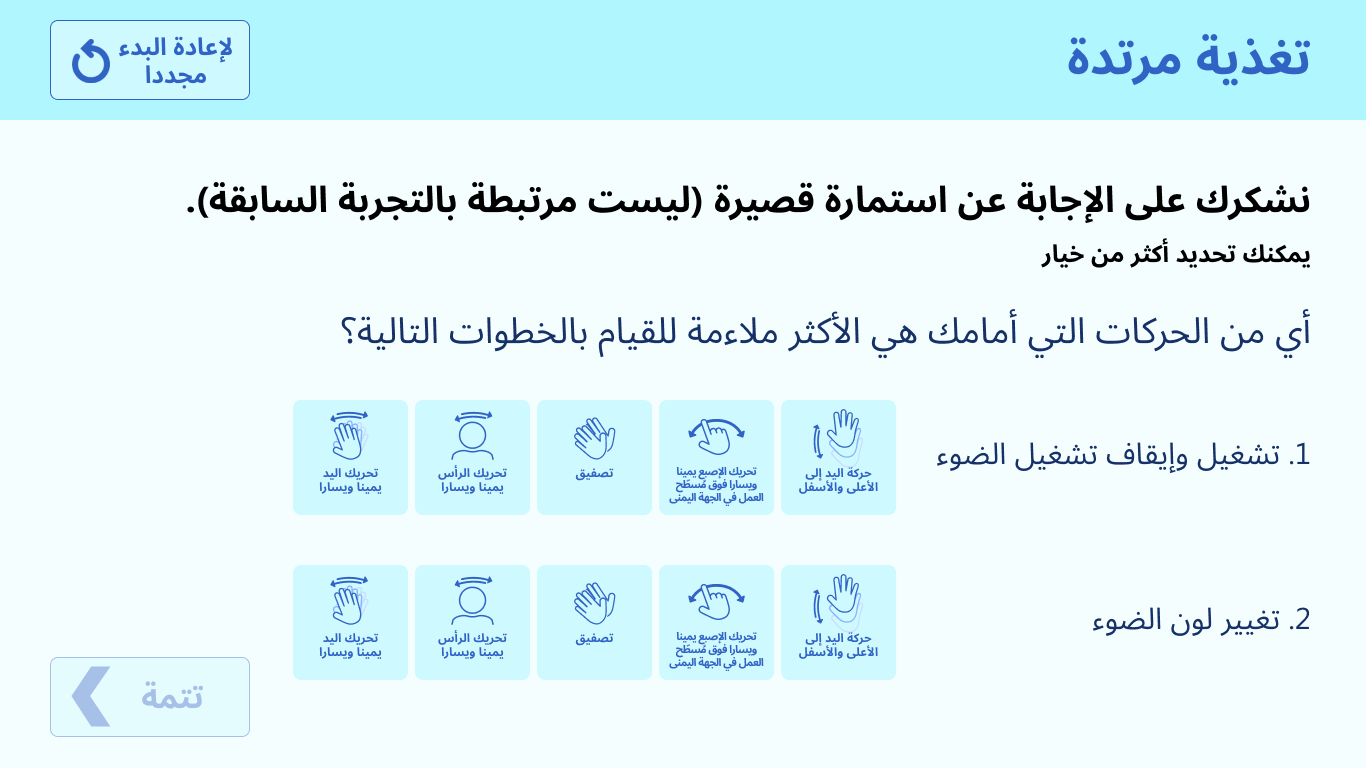 تغذية مرتدة
لإعادة البدء
مجددا
نشكرك على الإجابة عن استمارة قصيرة (ليست مرتبطة بالتجربة السابقة).
يمكنك تحديد أكثر من خيار
أي من الحركات التي أمامك هي الأكثر ملاءمة للقيام بالخطوات التالية؟
1. تشغيل وإيقاف تشغيل الضوء
حركة اليد إلى
الأعلى والأسفل
تحريك الإصبع يمينا
ويسارا فوق مُسطّح
العمل في الجهة اليمنى
تصفيق
تحريك الرأس
يمينا ويسارا
تحريك اليد
يمينا ويسارا
2. تغيير لون الضوء
حركة اليد إلى
الأعلى والأسفل
تحريك الإصبع يمينا
ويسارا فوق مُسطّح
العمل في الجهة اليمنى
تصفيق
تحريك الرأس
يمينا ويسارا
تحريك اليد
يمينا ويسارا
تتمة